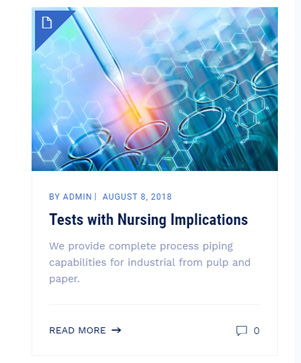 BY ADMIN | AUGUST 8, 2018
Tests with Nursing Implications
We provide complete process piping
capabilities for industrial from pulp and
paper.
READ MORE →
0